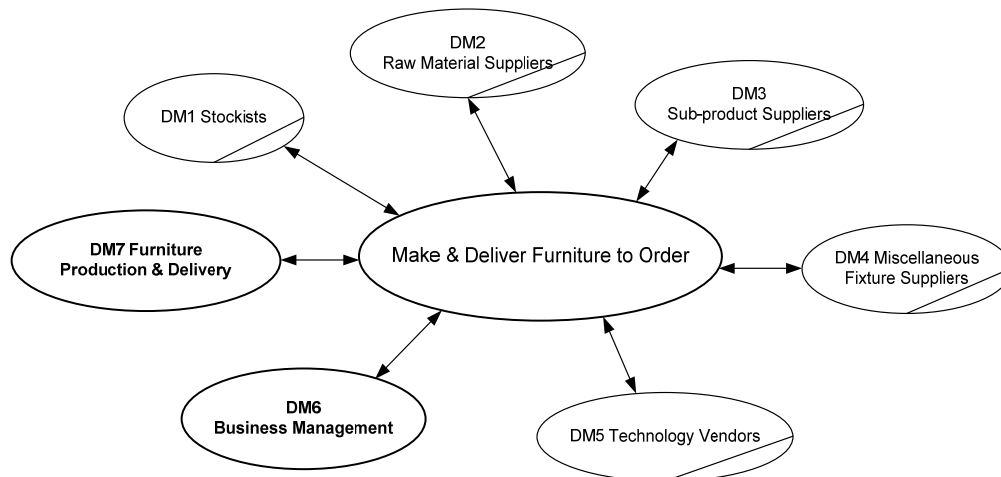 DM2
Raw Material Suppliers
DM1 Stockists
DM3
Sub-product Suppliers
DM7 Furniture
Production & Delivery
Make & Deliver Furniture to Order
DM4 Miscellaneous
Fixture Suppliers
DM6
Business Management
DM5 Technology Vendors